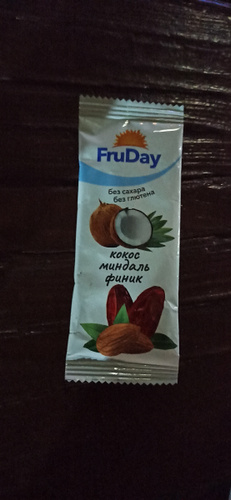 FruDay
без сахара
без глютена
кокос
миндаль
финик